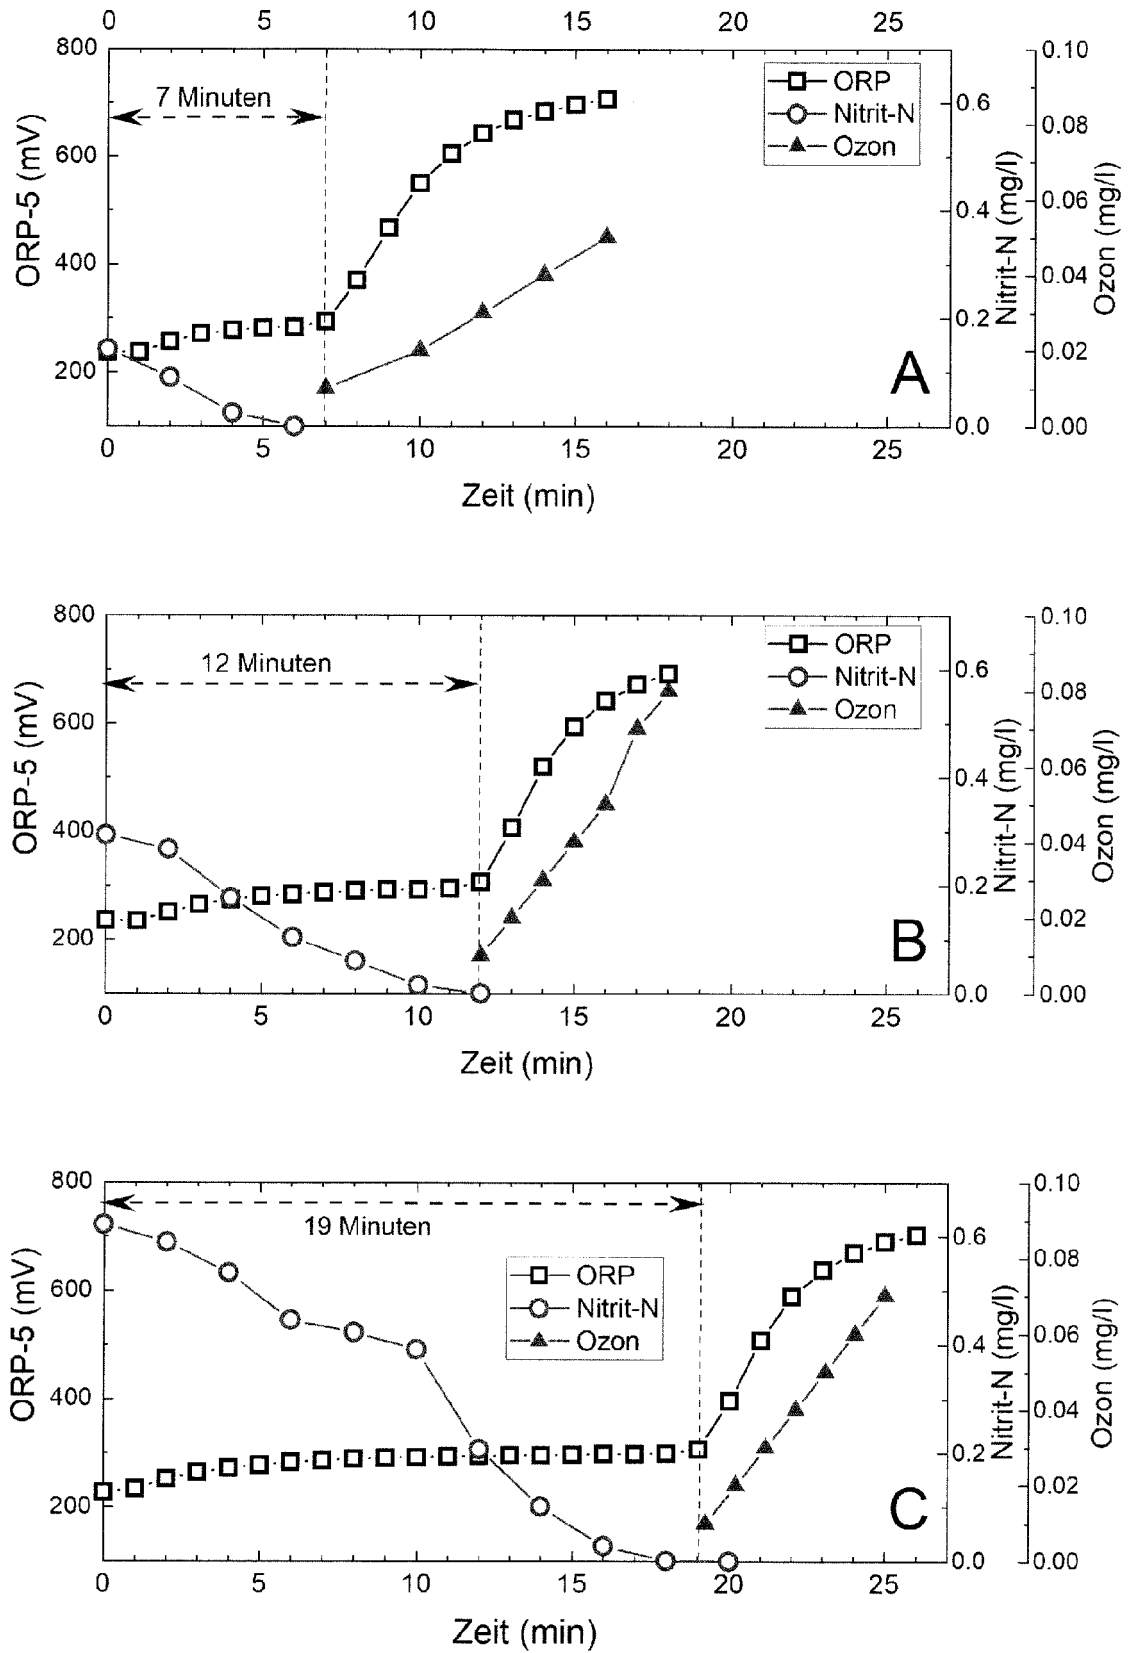 0 5 10 15 20 25
800 0.10
7 Minuten
ORP
Nitrit-N
Ozon
0.6
0.08
600
0.4
0.06
400
0.04
0.2
200
0.02
0.0 0.00
ORP-5 (mV)
Nitrit-N (mg/l)
Ozon (mg/l)
A
0 5 10 15 20 25
Zeit (min)
800 0.10
12 Minuten
ORP
Nitrit-N
Ozon
0.6
0.08
600
0.4
0.06
400
0.04
0.2
200
0.02
0.0 0.00
ORP-5 (mV)
Nitrit-N (mg/l)
Ozon (mg/l)
B
0 5 10 15 20 25
Zeit (min)
800 0.10
19 Minuten
ORP
Nitrit-N
Ozon
0.6
0.08
600
0.4
0.06
400
0.04
0.2
200
0.02
0.0 0.00
ORP-5 (mV)
Nitrit-N (mg/l)
Ozon (mg/l)
C
0 5 10 15 20 25
Zeit (min)